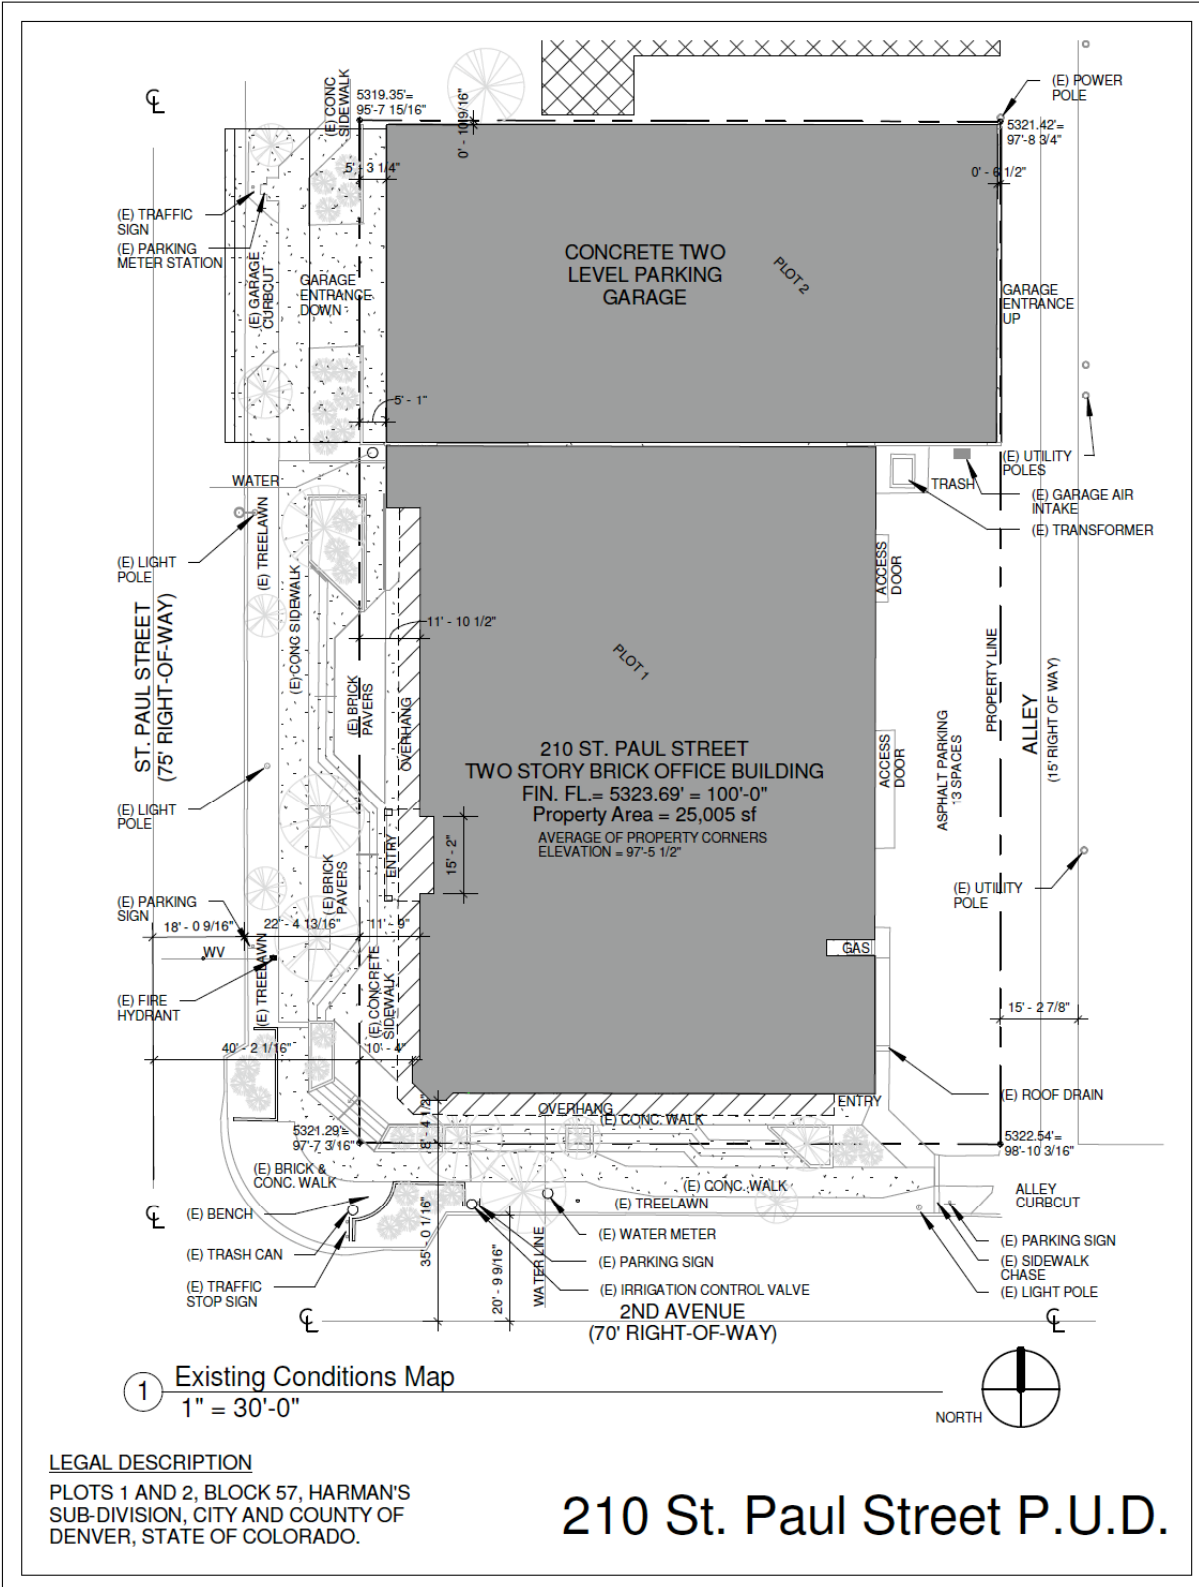 (E) CONC
SIDEWALK
5319.35'=
95'-7 15/16"
0' - 10 9/16"
(E) POWER
POLE
5321.42'=
97'-8 3/4"
5' - 3 1/4"
0' - 6 1/2"
(E) TRAFFIC
SIGN
(E) PARKING
METER STATION
(E) GARAGE
CURBCUT
GARAGE
ENTRANCE
DOWN
CONCRETE TWO
LEVEL PARKING
GARAGE
PLOT 2
GARAGE
ENTRANCE
UP
5' - 1"
WATER
TRASH
(E) UTILITY
POLES
(E) GARAGE AIR
INTAKE
(E) TRANSFORMER
(E) LIGHT
POLE
(E) TREELAWN
(E) CONC SIDEWALK
ACCESS
DOOR
11' - 10 1/2"
PLOT 1
ST. PAUL STREET
(75' RIGHT-OF-WAY)
(E) BRICK
PAVERS
OVERHANG
PROPERTY LINE
ALLEY
(15' RIGHT OF WAY)
210 ST. PAUL STREET
TWO STORY BRICK OFFICE BUILDING
FIN. FL.= 5323.69' = 100'-0"
Property Area = 25,005 sf
AVERAGE OF PROPERTY CORNERS
ELEVATION = 97'-5 1/2"
ACCESS
DOOR
ASPHALT PARKING
13 SPACES
(E) LIGHT
POLE
ENTRY
15' - 2"
(E) BRICK
PAVERS
(E) UTILITY
POLE
(E) PARKING
SIGN
18' - 0 9/16"
22' - 4 13/16"
11' - 9"
WV
GAS
(E) TREELAWN
(E) CONCRETE
SIDEWALK
(E) FIRE
HYDRANT
15' - 2 7/8"
40' - 2 1/16"
10' - 4"
(E) ROOF DRAIN
8' - 4 1/2"
OVERHANG
ENTRY
(E) CONC. WALK
5321.29'=
97'-7 3/16"
5322.54'=
98'-10 3/16"
(E) BRICK &
CONC. WALK
(E) CONC. WALK
(E) TREELAWN
ALLEY
CURBCUT
(E) BENCH
(E) WATER METER
(E) PARKING SIGN
(E) TRASH CAN
(E) PARKING SIGN
(E) SIDEWALK
CHASE
(E) TRAFFIC
STOP SIGN
35' - 0 1/16"
20' - 9 9/16"
WATER LINE
(E) IRRIGATION CONTROL VALVE
(E) LIGHT POLE
2ND AVENUE
(70' RIGHT-OF-WAY)
1
Existing Conditions Map
1" = 30'-0"
NORTH
LEGAL DESCRIPTION
PLOTS 1 AND 2, BLOCK 57, HARMAN'S
SUB-DIVISION, CITY AND COUNTY OF
DENVER, STATE OF COLORADO.
210 St. Paul Street P.U.D.